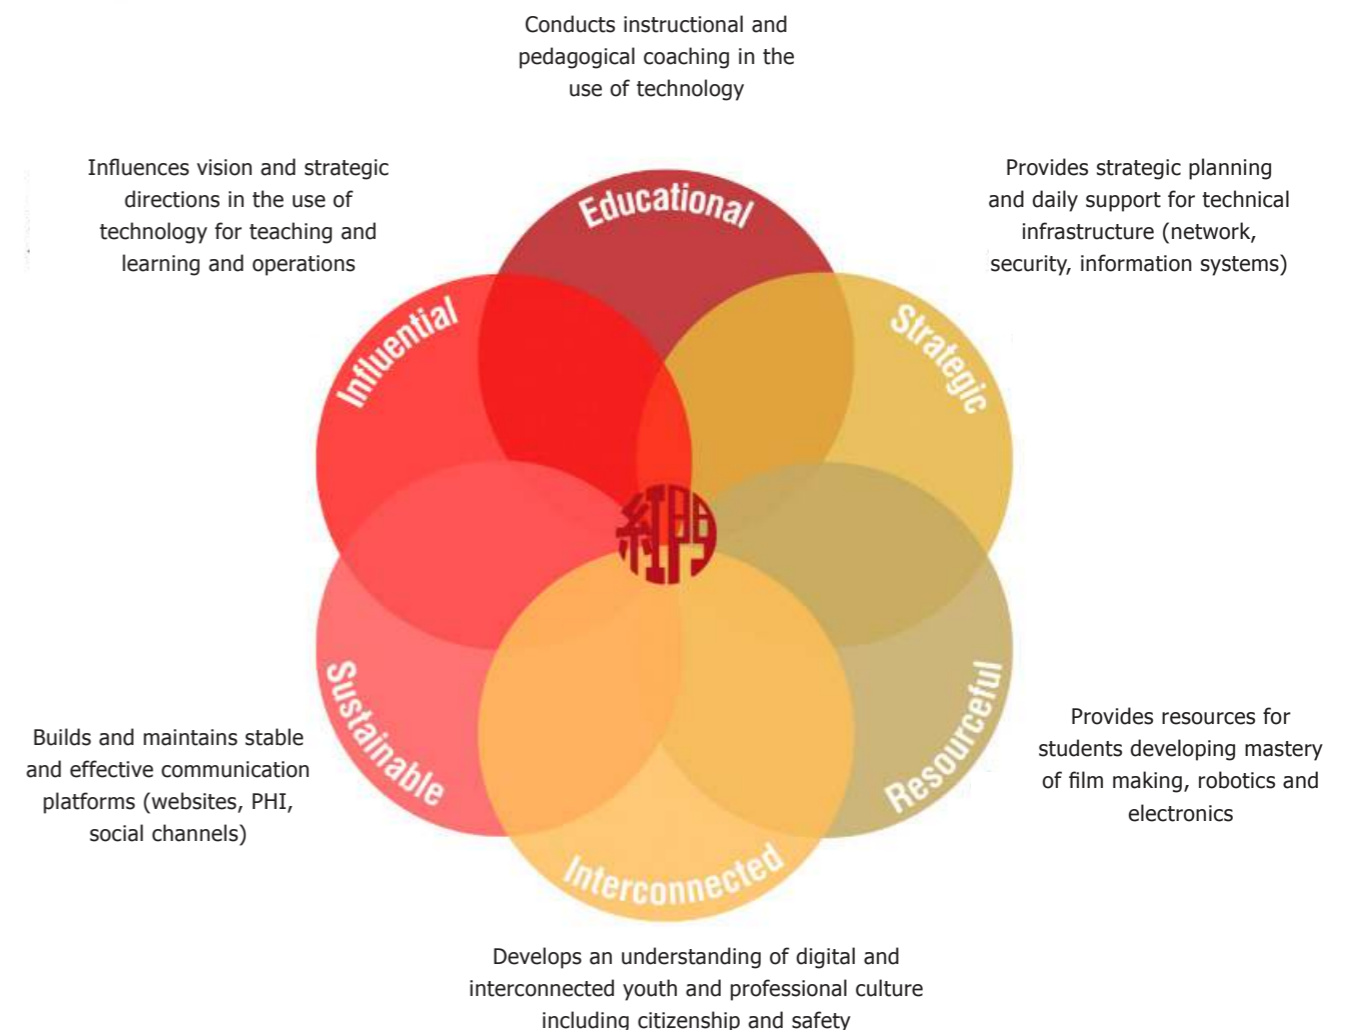 Conducts instructional and
pedagogical coaching in the
use of technology
Influences vision and strategic
directions in the use of
technology for teaching and
learning and operations
Provides strategic planning
and daily support for technical
infrastructure (network,
security, information systems)
Educational
Influential
Strategic
紅門
Sustainable
Resourceful
Interconnected
Builds and maintains stable
and effective communication
platforms (websites, PHI,
social channels)
Provides resources for
students developing mastery
of film making, robotics and
electronics
Develops an understanding of digital and
interconnected youth and professional culture
including citizenship and safety